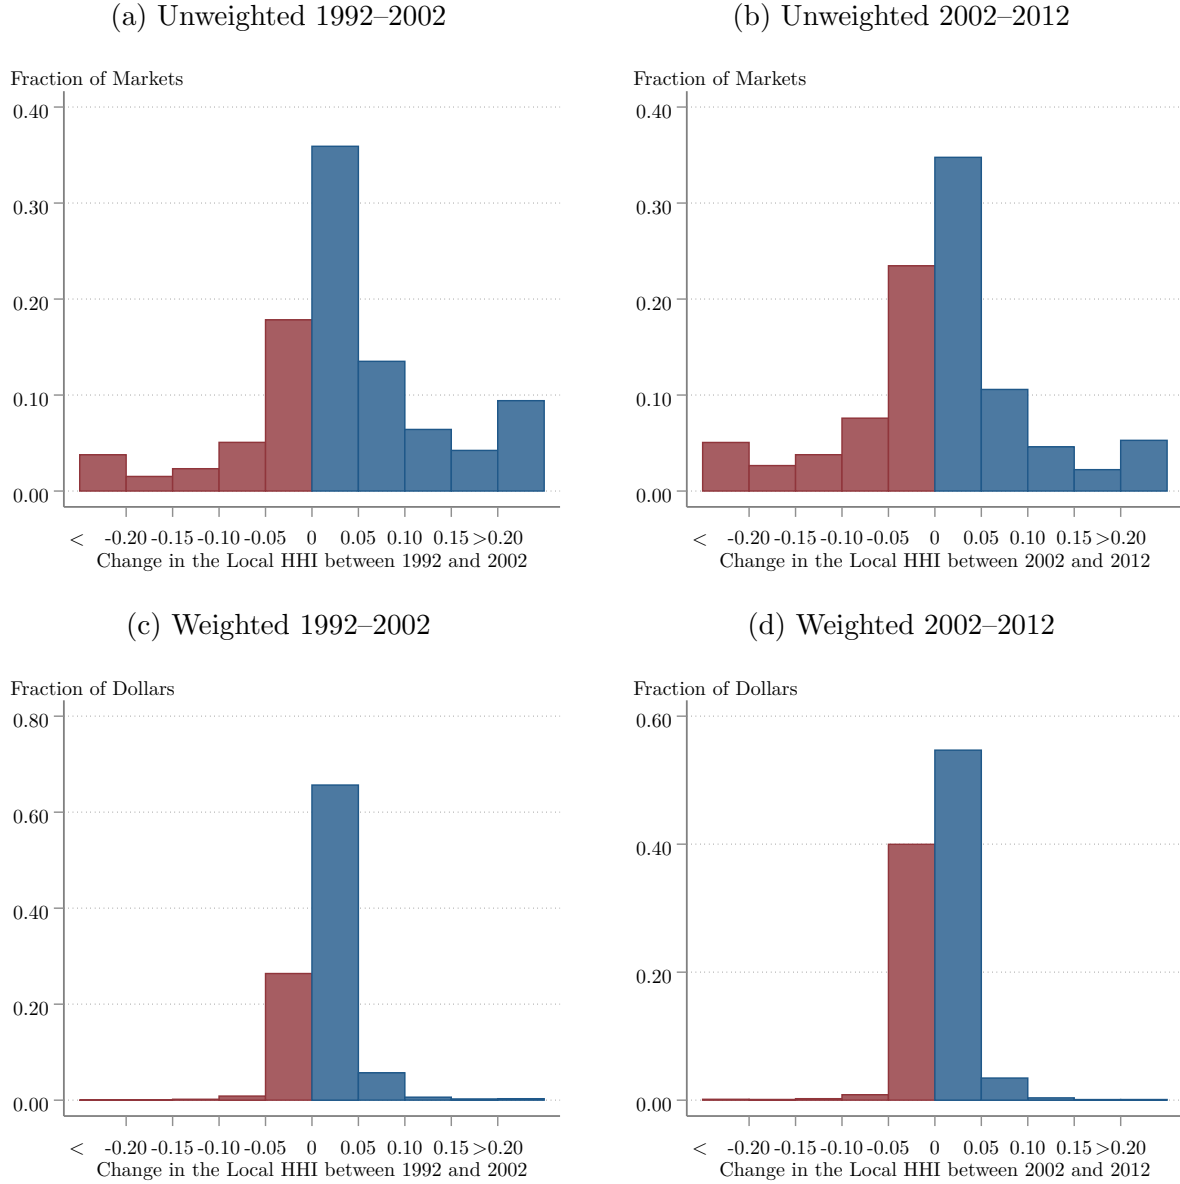 (a) Unweighted 1992–2002
Fraction of Markets
0.40
0.30
0.20
0.10
0.00
< -0.20 -0.15 -0.10 -0.05 0 0.05 0.10 0.15 >0.20
Change in the Local HHI between 1992 and 2002
(b) Unweighted 2002–2012
Fraction of Markets
0.40
0.30
0.20
0.10
0.00
< -0.20 -0.15 -0.10 -0.05 0 0.05 0.10 0.15 >0.20
Change in the Local HHI between 2002 and 2012
(c) Weighted 1992–2002
Fraction of Dollars
0.80
0.60
0.40
0.20
0.00
< -0.20 -0.15 -0.10 -0.05 0 0.05 0.10 0.15 >0.20
Change in the Local HHI between 1992 and 2002
(d) Weighted 2002–2012
Fraction of Dollars
0.60
0.40
0.20
0.00
< -0.20 -0.15 -0.10 -0.05 0 0.05 0.10 0.15 >0.20
Change in the Local HHI between 2002 and 2012